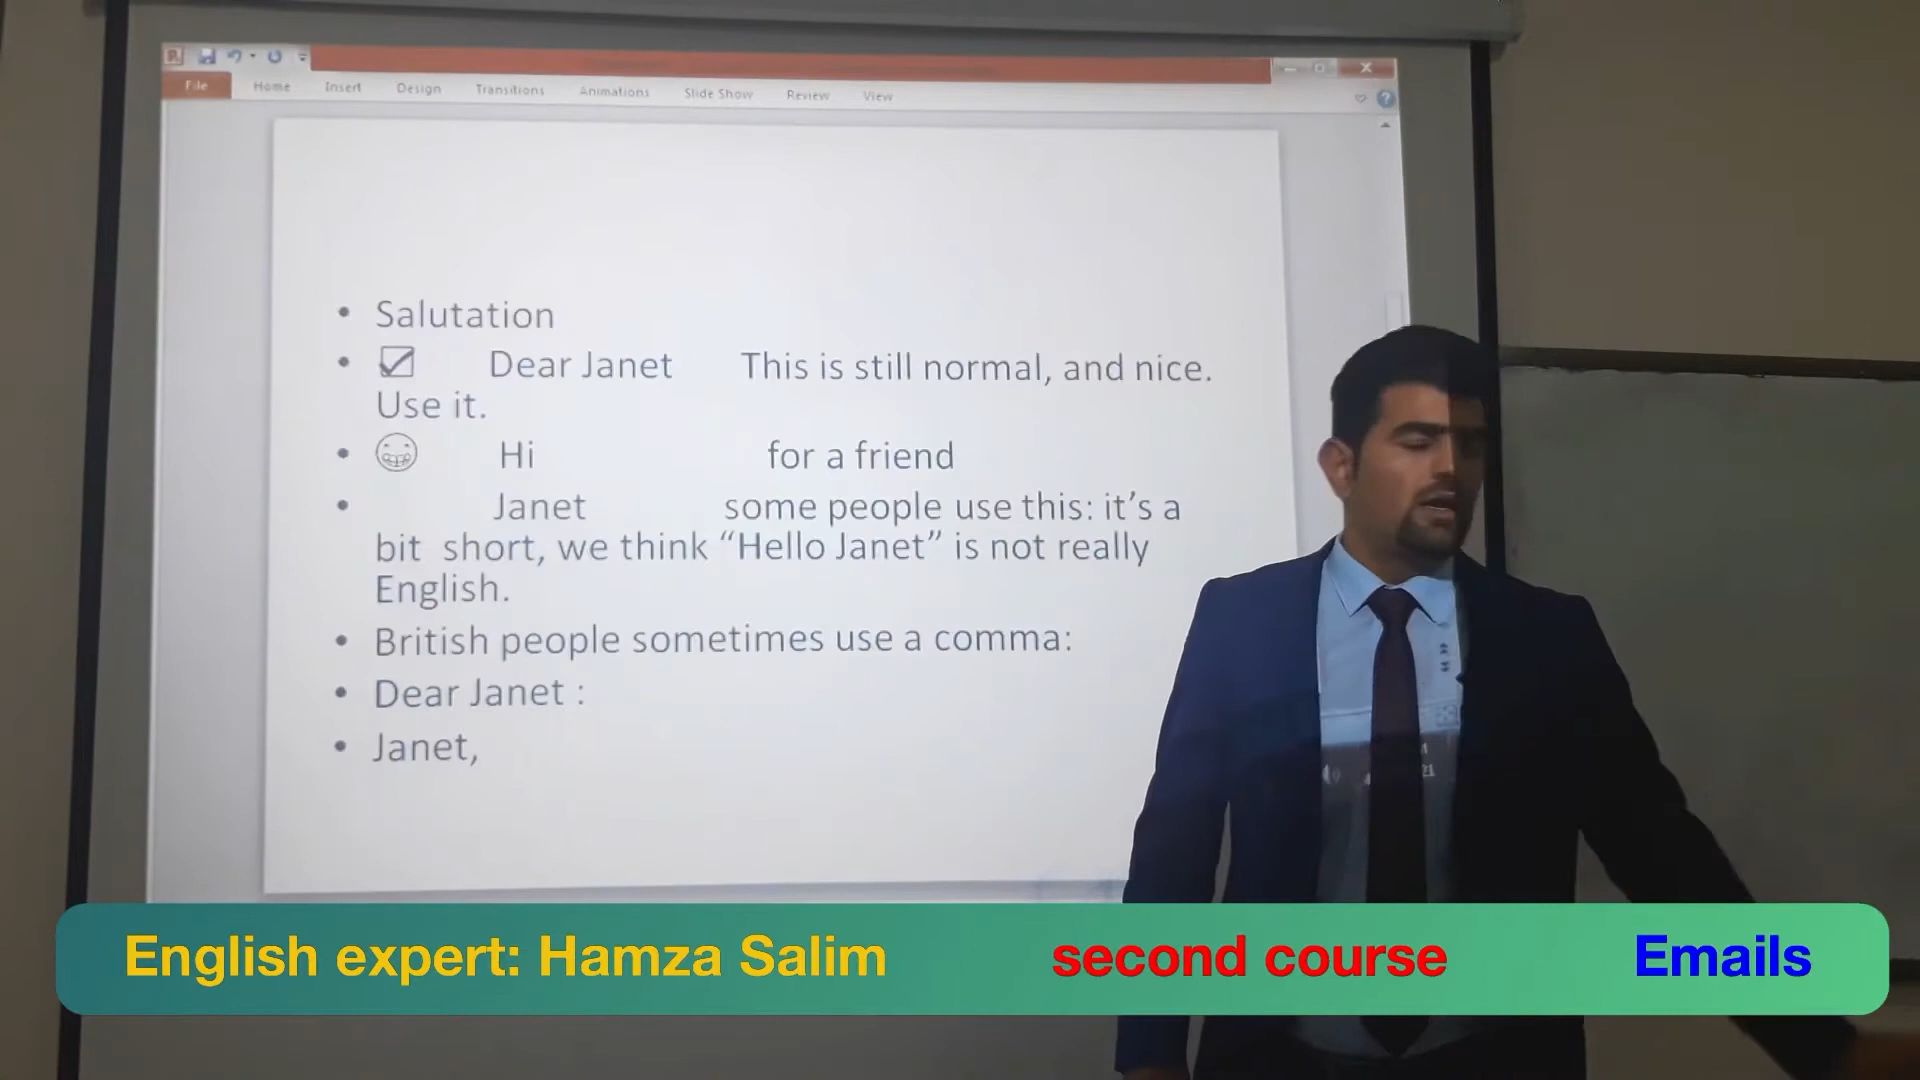 File Home Insert Design Transitions Animations Slide Show Review View
• Salutation
• ☑ Dear Janet This is still normal, and nice.
Use it.
• Hi for a friend
• Janet some people use this: it’s a
bit short, we think “Hello Janet” is not really
English.
• British people sometimes use a comma:
• Dear Janet :
• Janet,
21
English expert: Hamza Salim second course Emails